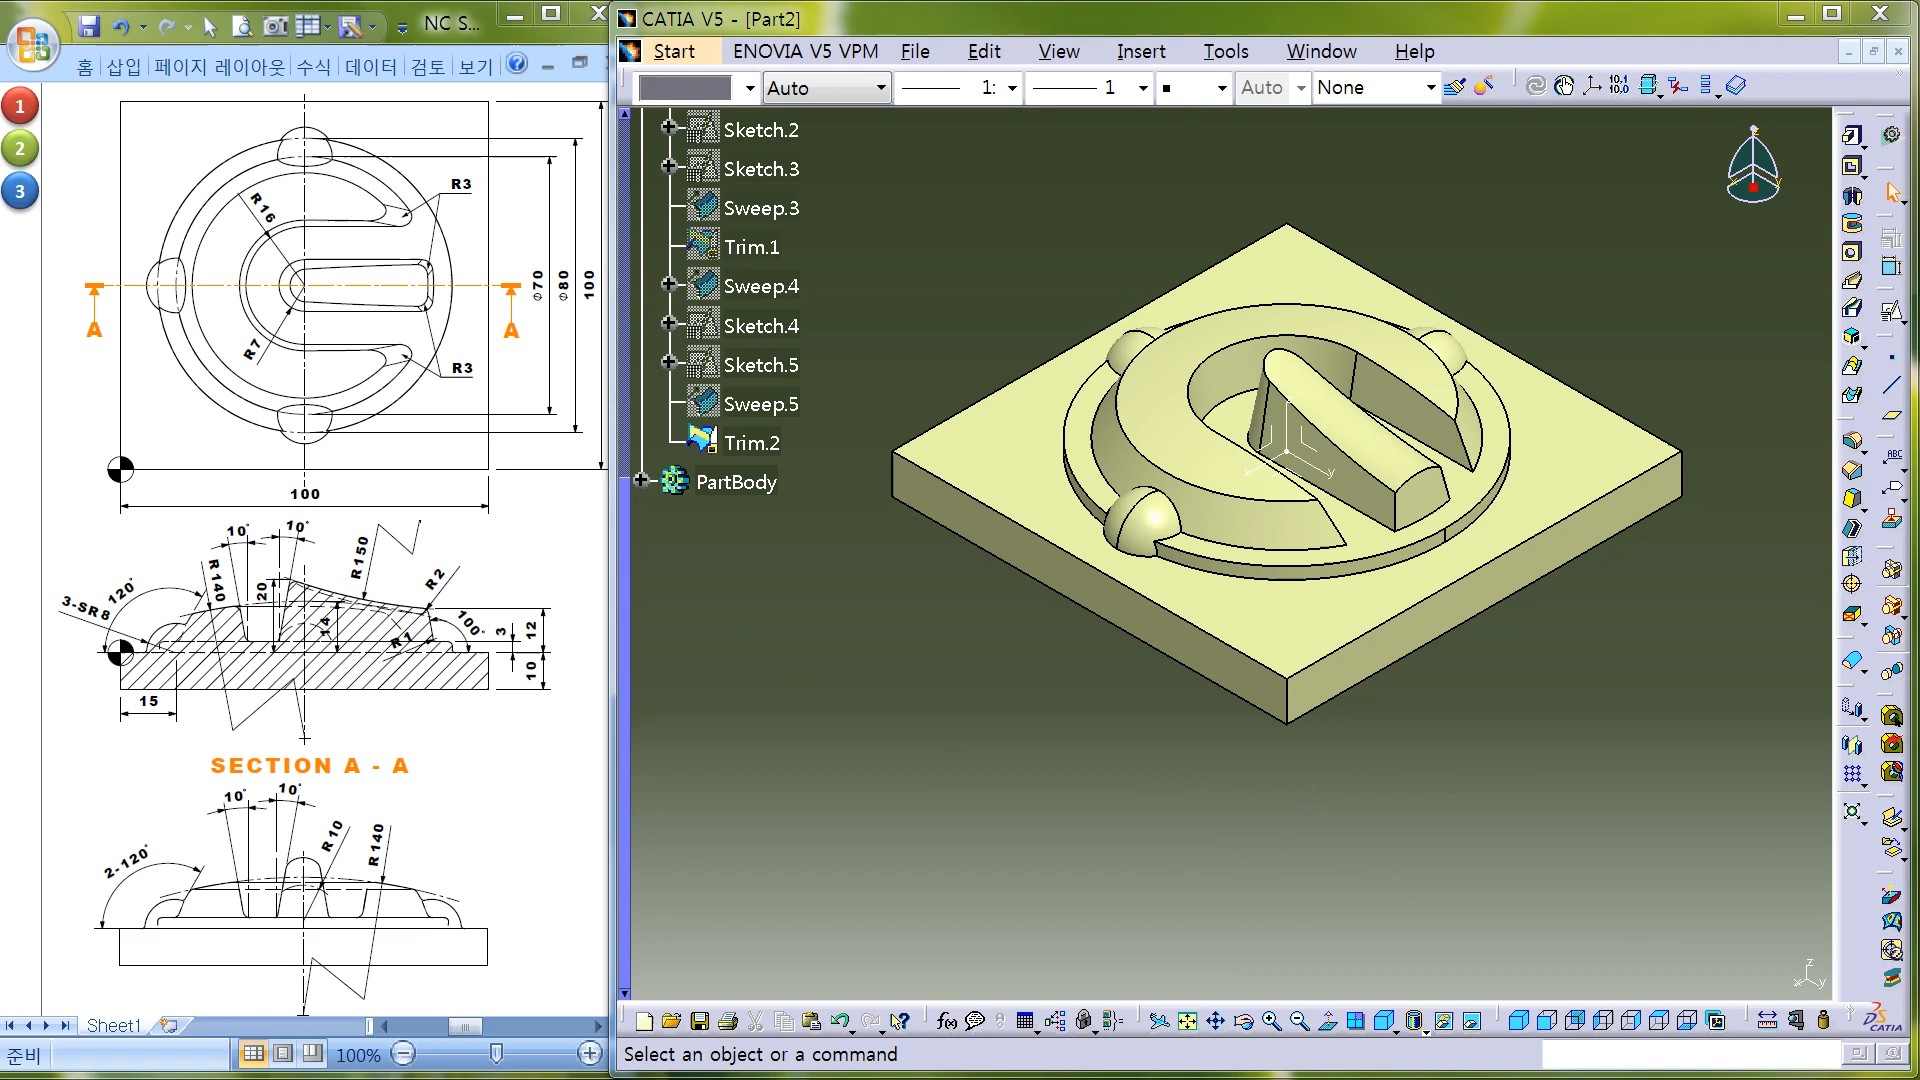 NC S...
홈 삽입 페이지 레이아웃 수식 데이터 검토 보기
1
2
3
R3
R16
R7
R3
A
A
⌀70
⌀80
100
100
10°
10°
R150
R140
R2
120°
3-SR8
20
14
R1
100°
3
12
10
15
SECTION A - A
10°
10°
R10
R140
2-120°
Sheet1
준비
100%
CATIA V5 - [Part2]
Start ENOVIA V5 VPM File Edit View Insert Tools Window Help
Auto
1:
1
Auto
None
Sketch.2
Sketch.3
Sweep.3
Trim.1
Sweep.4
Sketch.4
Sketch.5
Sweep.5
Trim.2
PartBody
x
y
z
x
y
ABC
f(x)
CATIA
Select an object or a command